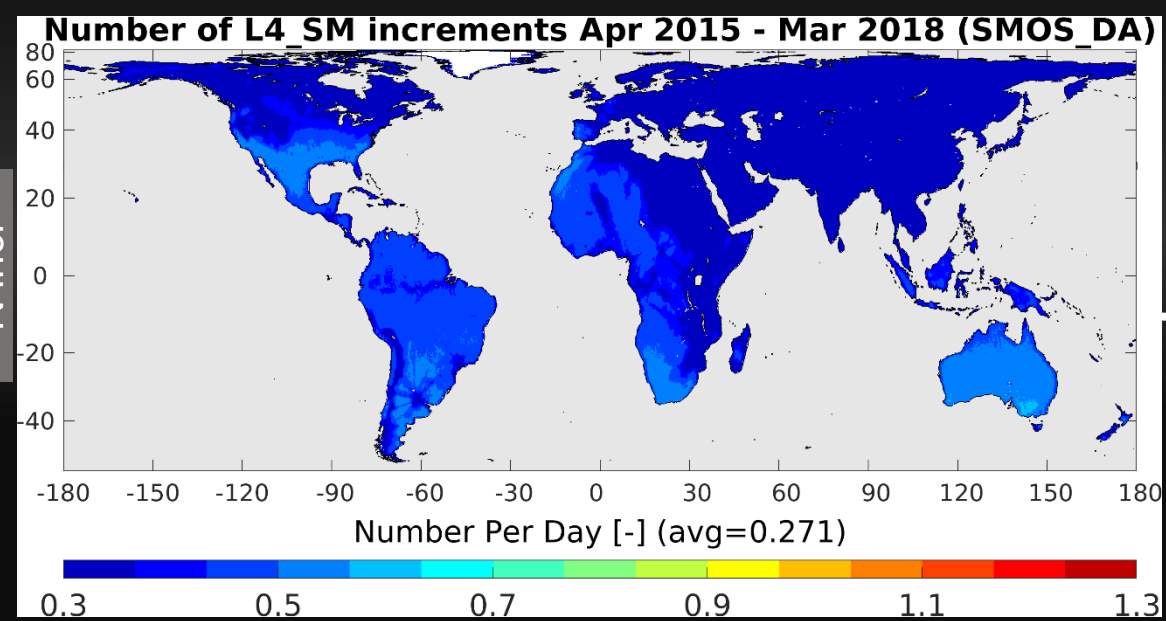 Number of L4_SM increments Apr 2015 - Mar 2018 (SMOS_DA)
80
60
40
20
0
-20
-40
-180 -150 -120 -90 -60 -30 0 30 60 90 120 150 180
Number Per Day [-] (avg=0.271)
0.3 0.5 0.7 0.9 1.1 1.3